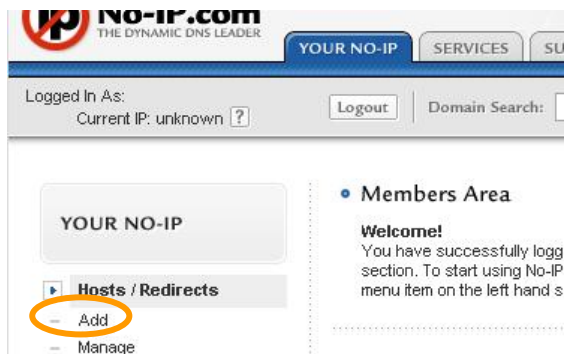 No-IP.com
THE DYNAMIC DNS LEADER
YOUR NO-IP
SERVICES
Logged In As:
Current IP: unknown ?
Logout
Domain Search:
YOUR NO-IP
Hosts / Redirects
Add
Manage
Members Area
Welcome!
You have successfully
section. To start using No-IP
menu item on the left hand